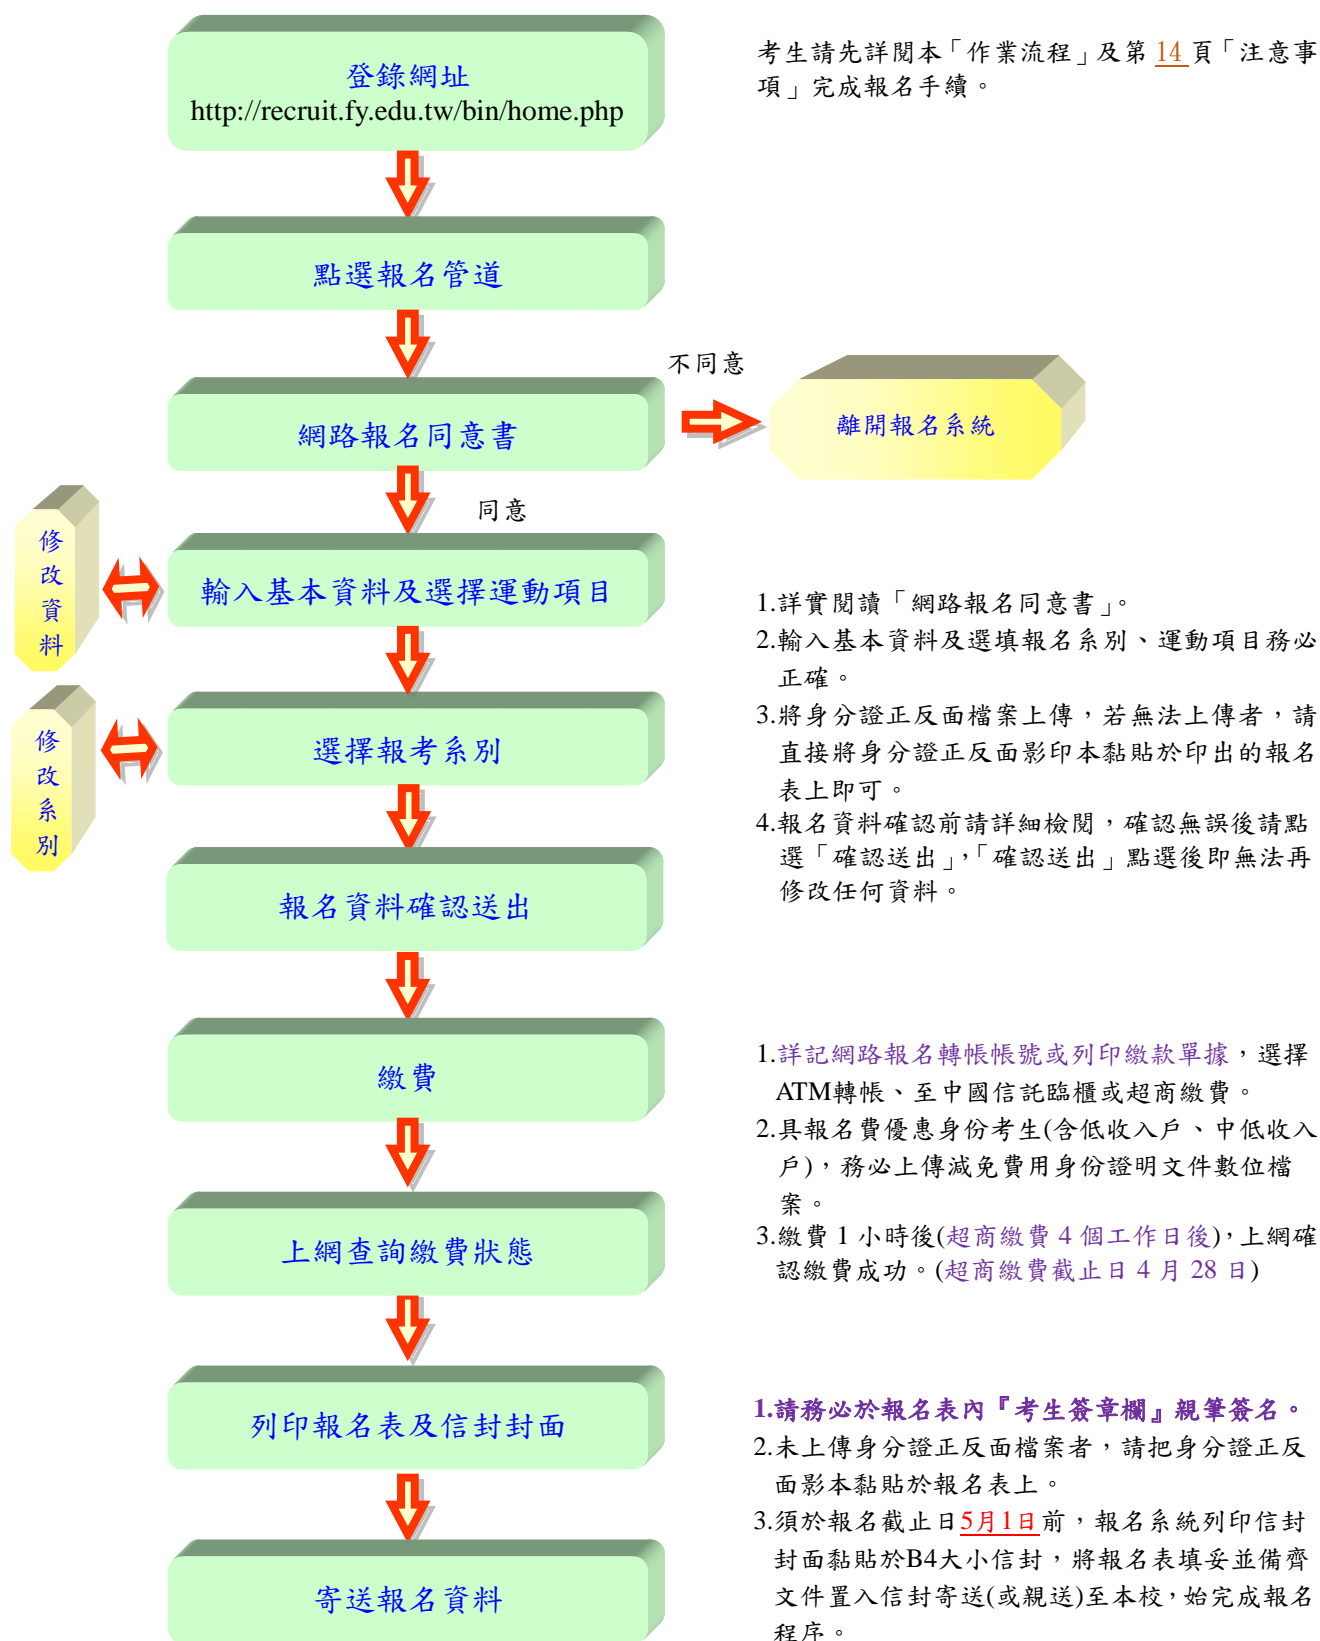 登錄網址
http://recruit.fy.edu.tw/bin/home.php
考生請先詳閱本「作業流程」及第 14 頁「注意事
項」完成報名手續。
點選報名管道
不同意
網路報名同意書
離開報名系統
同意
修改資料
輸入基本資料及選擇運動項目
1.詳實閱讀「網路報名同意書」。
2.輸入基本資料及選填報名系別、運動項目務必
正確。
3.將身分證正反面檔案上傳，若無法上傳者，請
直接將身分證正反面影印本黏貼於印出的報名
表上即可。
4.報名資料確認前請詳細檢閱，確認無誤後請點
選「確認送出」，「確認送出」點選後即無法再
修改任何資料。
修改系別
選擇報考系別
報名資料確認送出
繳費
1.詳記網路報名轉帳帳號或列印繳款單據，選擇
ATM轉帳、至中國信託臨櫃或超商繳費。
2.具報名費優惠身份考生(含低收入戶、中低收入
戶)，務必上傳減免費用身份證明文件數位檔
案。
3.繳費 1 小時後(超商繳費 4 個工作日後)，上網確
認繳費成功。(超商繳費截止日 4 月 28 日)
上網查詢繳費狀態
列印報名表及信封封面
1.請務必於報名表內『考生簽章欄』親筆簽名。
2.未上傳身分證正反面檔案者，請把身分證正反
面影本黏貼於報名表上。
3.須於報名截止日5月1日前，報名系統列印信封
封面黏貼於B4大小信封，將報名表填妥並備齊
文件置入信封寄送(或親送)至本校，始完成報名
程序。
寄送報名資料